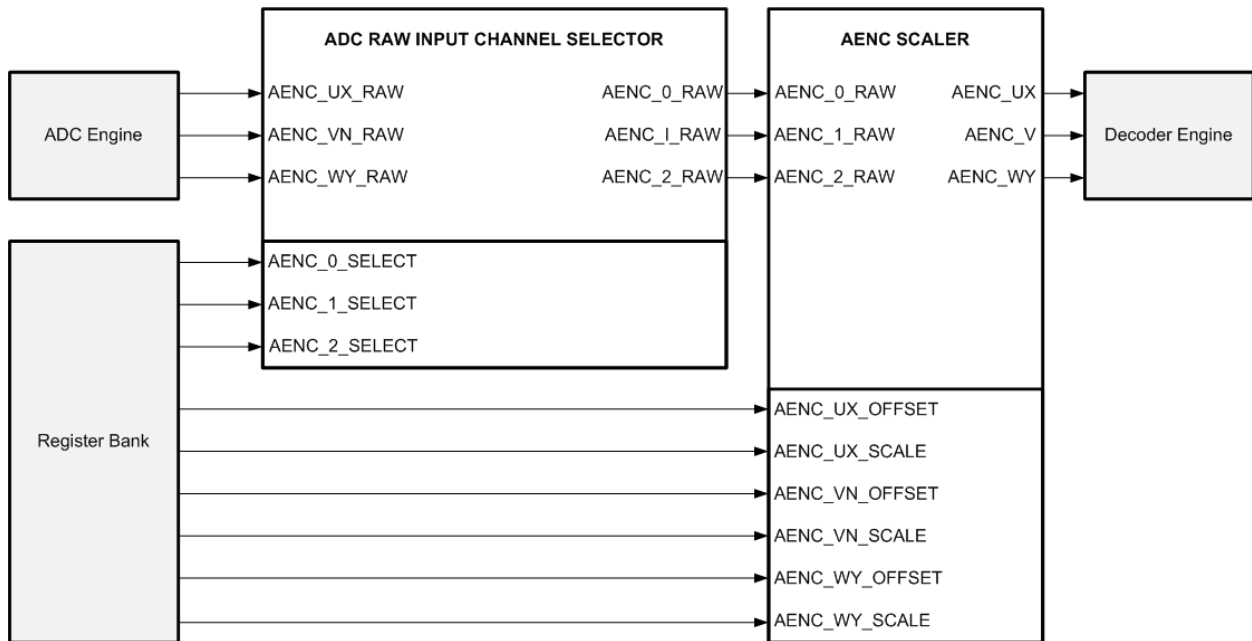 ADC RAW INPUT CHANNEL SELECTOR
AENC SCALER
ADC Engine
AENC_UX_RAW
AENC_VN_RAW
AENC_WY_RAW
AENC_0_RAW
AENC_I_RAW
AENC_2_RAW
AENC_0_RAW
AENC_1_RAW
AENC_2_RAW
AENC_UX
AENC_V
AENC_WY
Decoder Engine
Register Bank
AENC_0_SELECT
AENC_1_SELECT
AENC_2_SELECT
AENC_UX_OFFSET
AENC_UX_SCALE
AENC_VN_OFFSET
AENC_VN_SCALE
AENC_WY_OFFSET
AENC_WY_SCALE